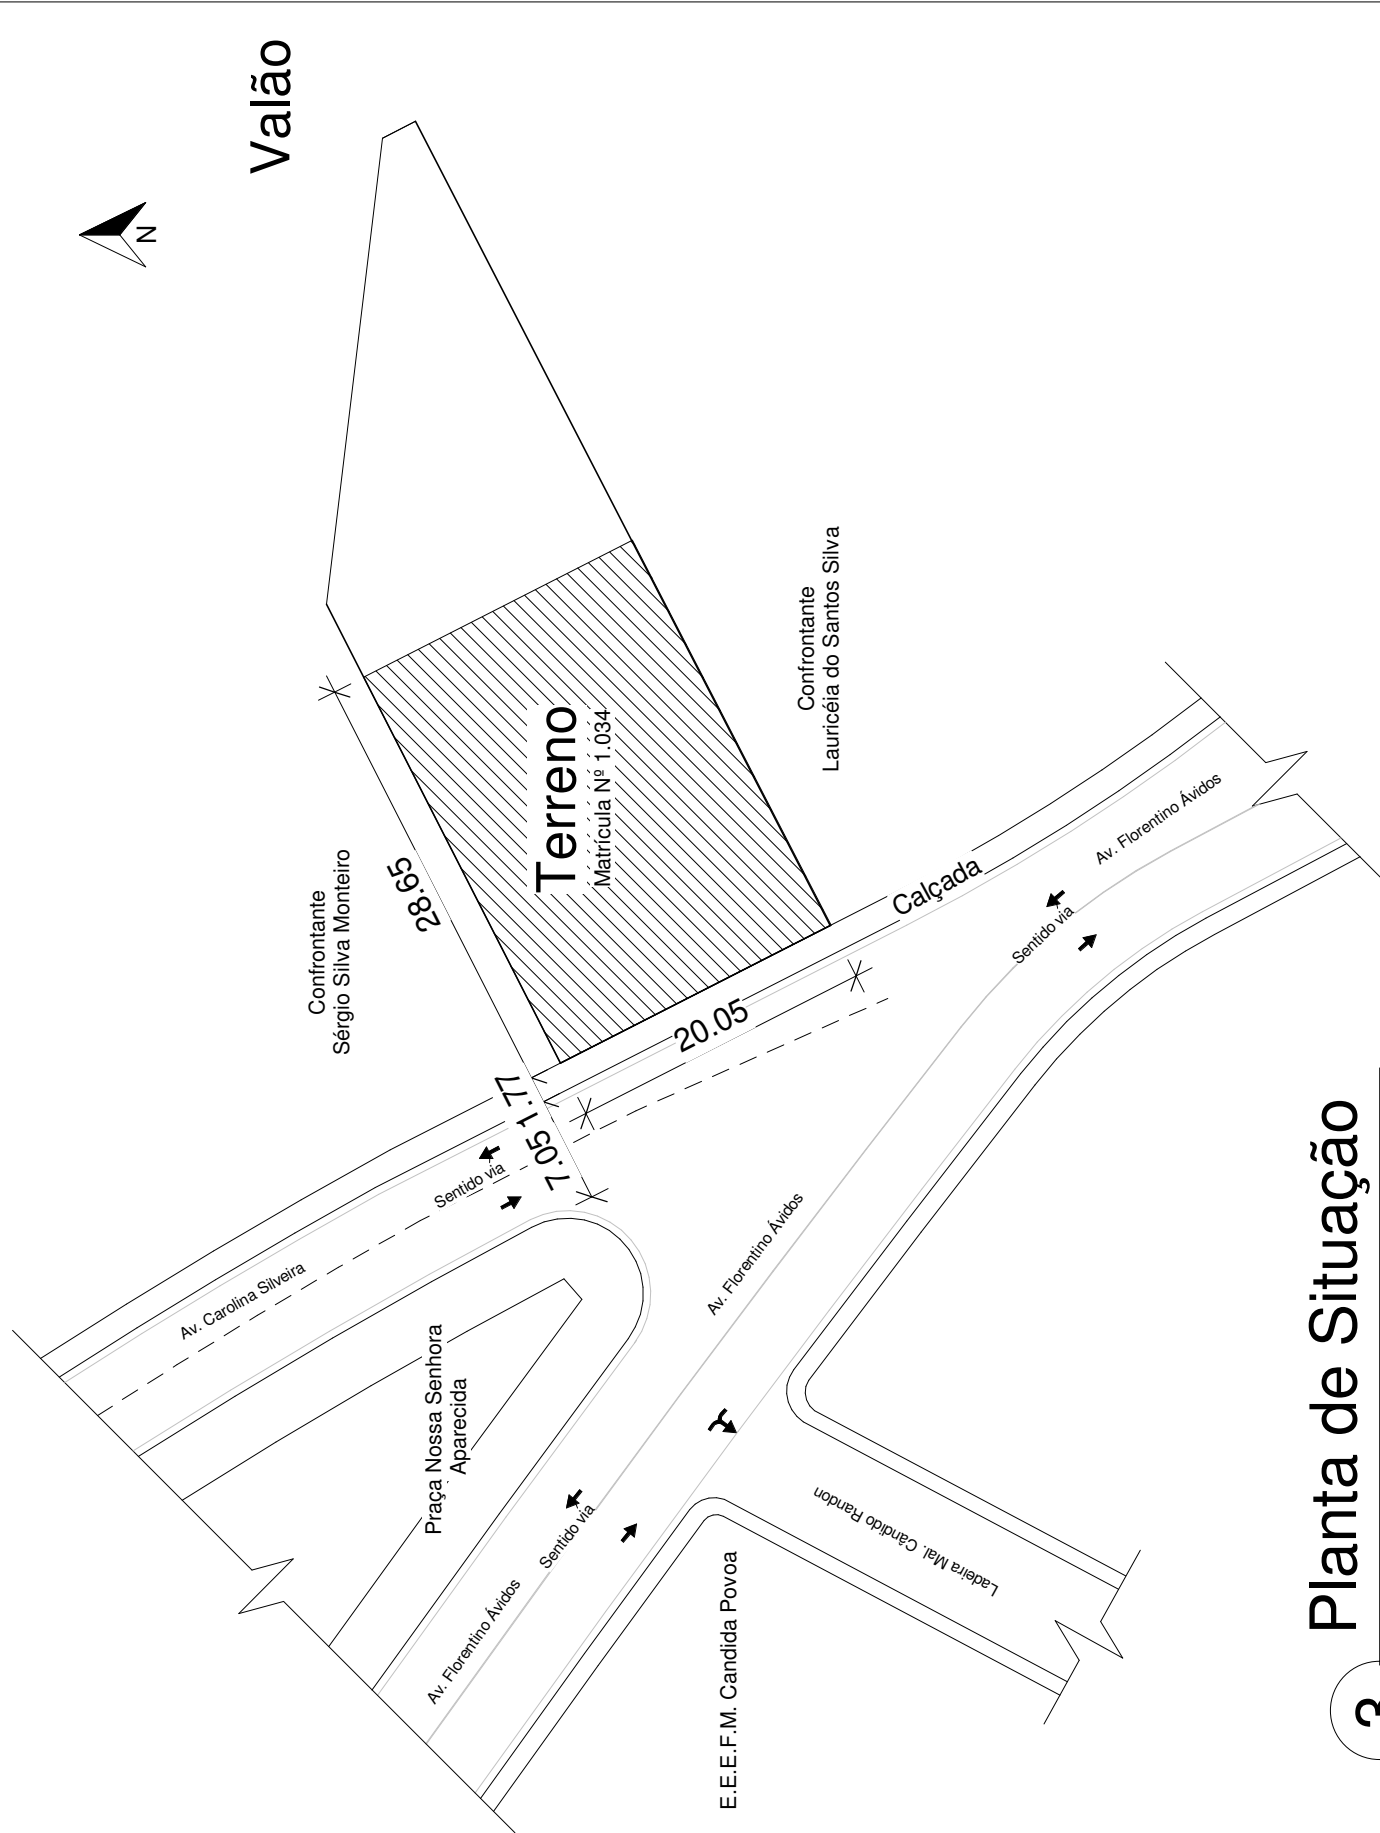 Valão
N
Confrontante
Sérgio Silva Monteiro
28.65
Terreno
Matrícula Nº 1.034
Confrontante
Lauricéia do Santos Silva
1.77
7.05
20.05
Calçada
Av. Florentino Ávidos
Sentido via
Sentido via
Av. Carolina Silveira
Praça Nossa Senhora
Aparecida
Av. Florentino Ávidos
Sentido via
Av. Florentino Ávidos
Ladeira Mal. Cândido Randon
E.E.E.F.M. Candida Povoa
Planta de Situação